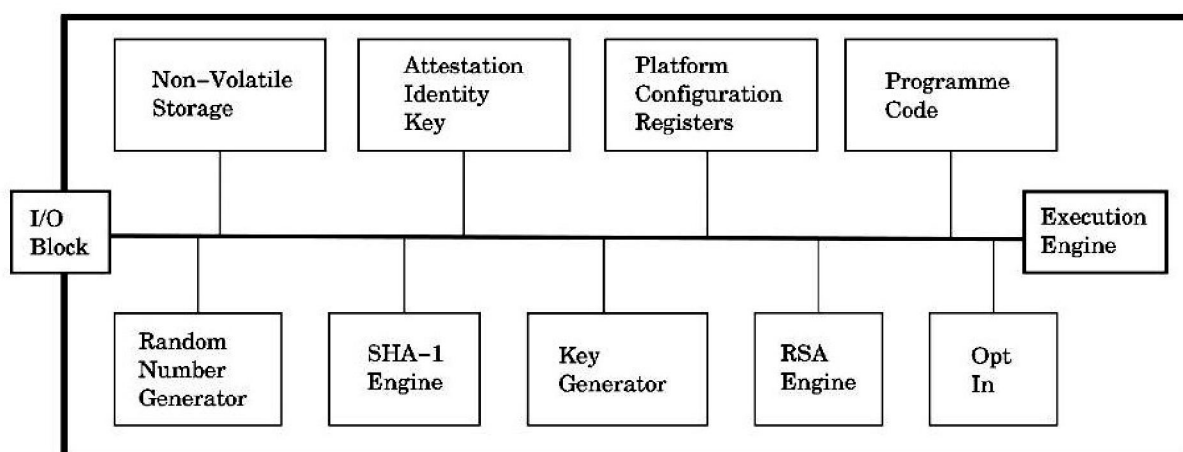 Non-Volatile
Storage
Attestation
Identity
Key
Platform
Configuration
Registers
Programme
Code
I/O
Block
Execution
Engine
Random
Number
Generator
SHA-1
Engine
Key
Generator
RSA
Engine
Opt
In